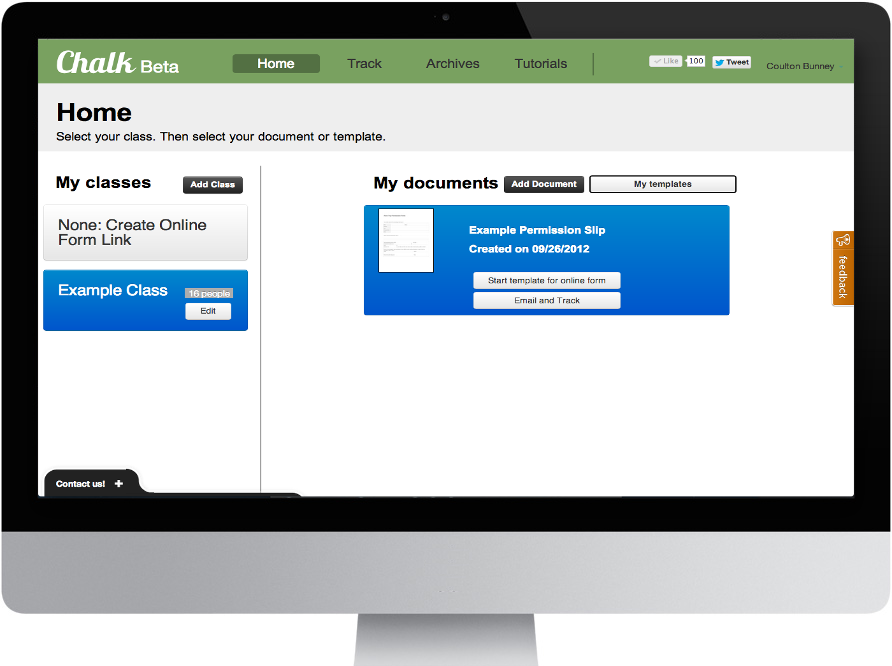 Chalk Beta
Home
Track
Archives
Tutorials
Like
100
Tweet
Coulton Bunney
Home
Select your class. Then select your document or template.
My classes
Add Class
None: Create Online
Form Link
Example Class
16 people
Edit
My documents
Add Document
My templates
Example Permission Slip
Created on 09/26/2012
Start template for online form
Email and Track
feedback
Contact us!